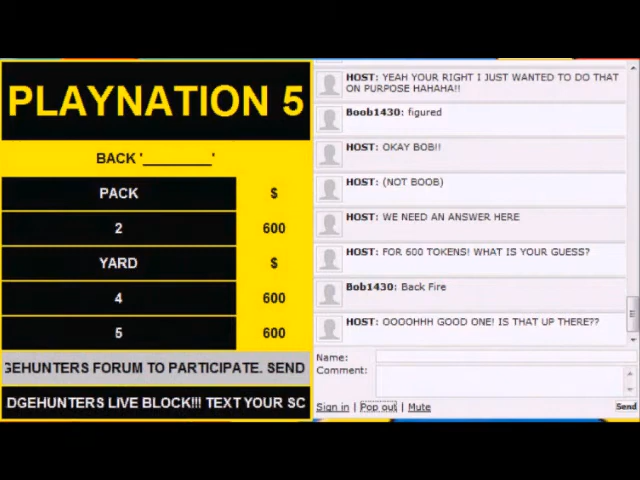 PLAYNATION 5
BACK '________'
PACK $
2 600
YARD $
4 600
5 600
GEHUNTERS FORUM TO PARTICIPATE. SEND
DGEHUNTERS LIVE BLOCK!!! TEXT YOUR SC
HOST: YEAH YOUR RIGHT I JUST WANTED TO DO THAT
ON PURPOSE HAHAHA!!
Boob1430: figured
HOST: OKAY BOB!!
HOST: (NOT BOOB)
HOST: WE NEED AN ANSWER HERE
HOST: FOR 600 TOKENS! WHAT IS YOUR GUESS?
Bob1430: Back Fire
HOST: OOOOHHH GOOD ONE! IS THAT UP THERE??
Name:
Comment:
Sign in | Pop out | Mute
Send